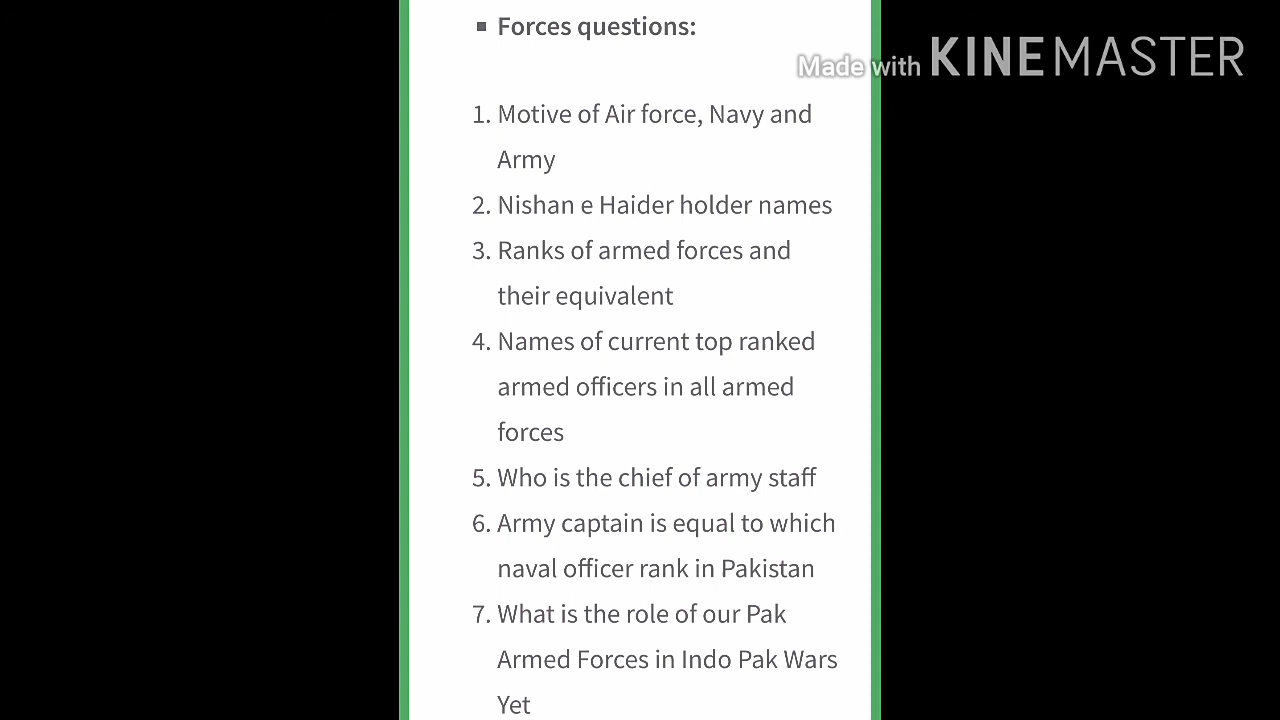 ▪ Forces questions:
Made with KINEMASTER
1. Motive of Air force, Navy and
Army
2. Nishan e Haider holder names
3. Ranks of armed forces and
their equivalent
4. Names of current top ranked
armed officers in all armed
forces
5. Who is the chief of army staff
6. Army captain is equal to which
naval officer rank in Pakistan
7. What is the role of our Pak
Armed Forces in Indo Pak Wars
Yet